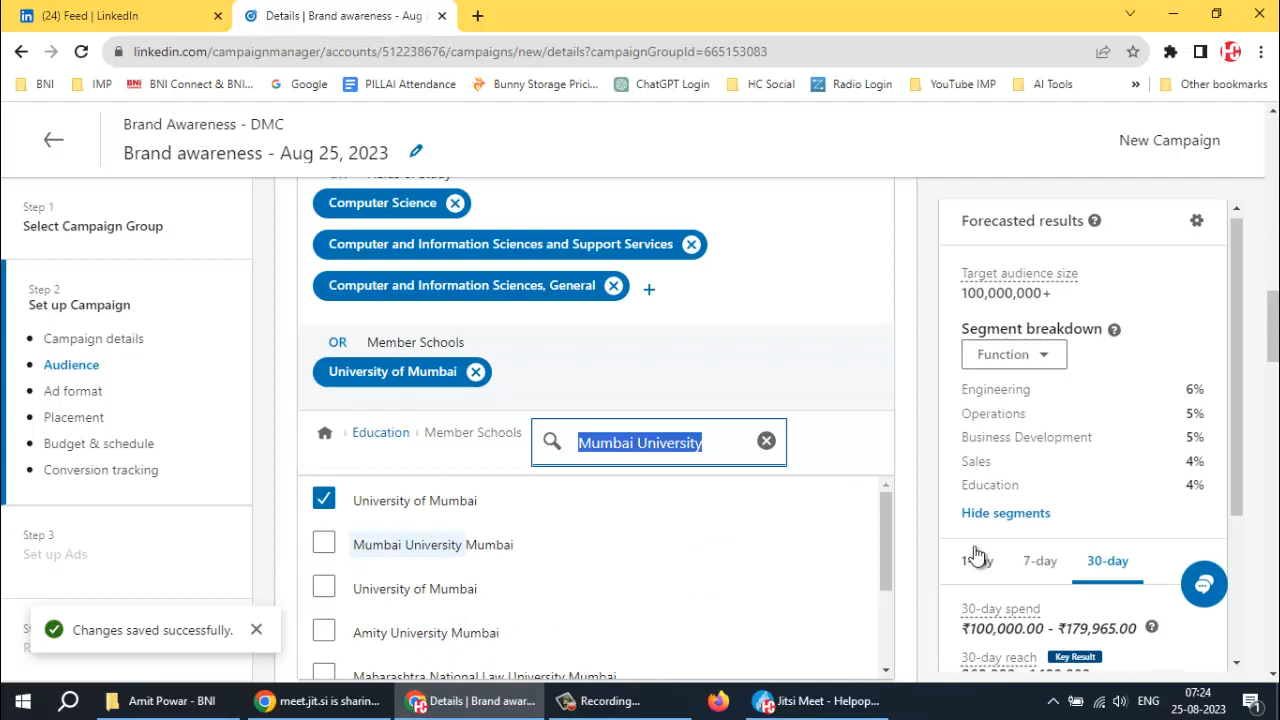 (24) Feed | LinkedIn
Details | Brand awareness - Aug
linkedin.com/campaignmanager/accounts/512238676/campaigns/new/details?campaignGroupId=665153083
BNI
IMP
BNI Connect & BNI...
Google
PILLAI Attendance
Bunny Storage Pricin...
ChatGPT Login
HC Social
Radio Login
YouTube IMP
AI Tools
Other bookmarks
Brand Awareness - DMC
Brand awareness - Aug 25, 2023
New Campaign
Step 1
Select Campaign Group
Step 2
Set up Campaign
Campaign details
Audience
Ad format
Placement
Budget & schedule
Conversion tracking
Step 3
Set up Ads
Changes saved successfully.
Computer Science
Computer and Information Sciences and Support Services
Computer and Information Sciences, General
OR Member Schools
University of Mumbai
Education Member Schools Mumbai University
University of Mumbai
Mumbai University Mumbai
University of Mumbai
Amity University Mumbai
Maharashtra National Law University Mumbai
Forecasted results
Target audience size
100,000,000+
Segment breakdown
Function
Engineering 6%
Operations 5%
Business Development 5%
Sales 4%
Education 4%
Hide segments
7-day 30-day
30-day spend
₹100,000.00 - ₹179,965.00
30-day reach Key Result
Amit Powar - BNI
meet.jit.si is sharin...
Details | Brand awar...
Recording...
Jitsi Meet - Helpop...
ENG
07:24
25-08-2023